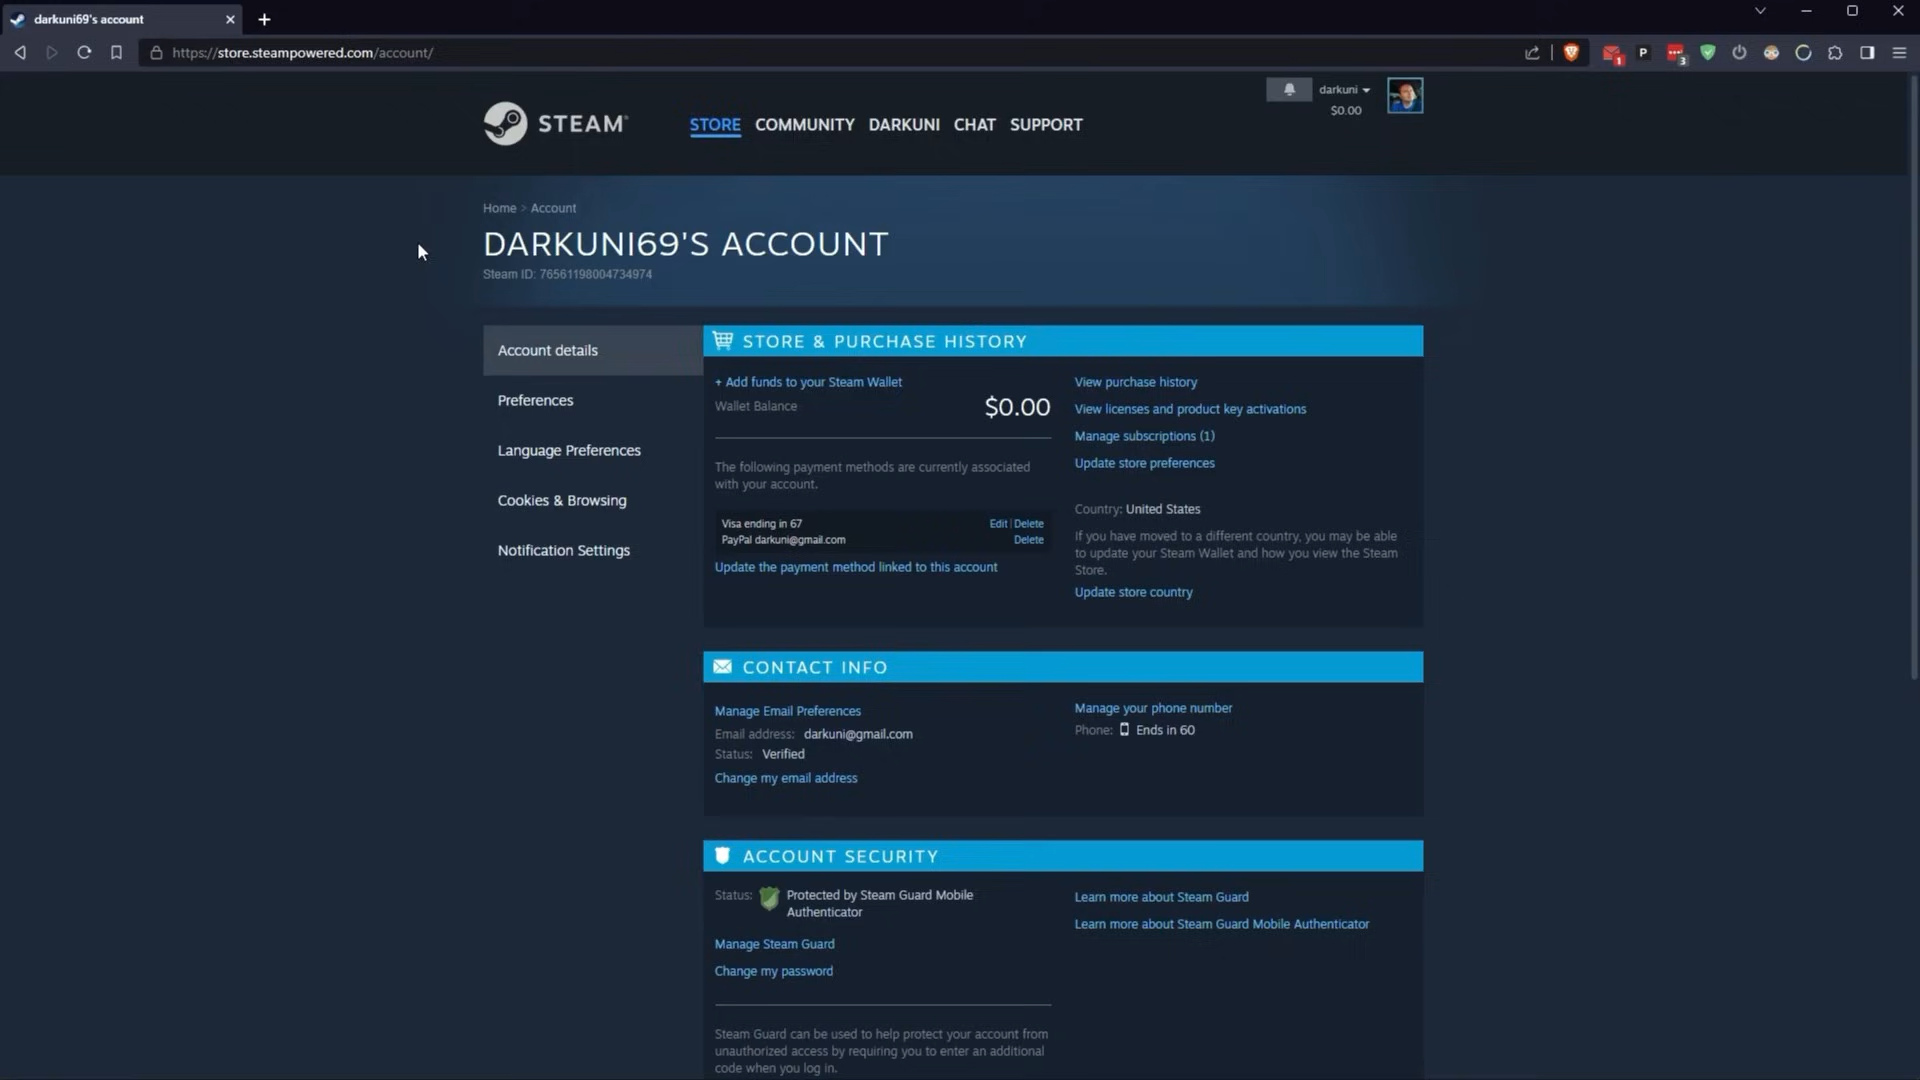 darkuni69's account
https://store.steampowered.com/account/
1
P
3
STEAM
STORE COMMUNITY DARKUNI CHAT SUPPORT
darkuni
$0.00
Home > Account
DARKUNI69'S ACCOUNT
Steam ID: 76561198004734974
Account details
Preferences
Language Preferences
Cookies & Browsing
Notification Settings
STORE & PURCHASE HISTORY
+ Add funds to your Steam Wallet
Wallet Balance $0.00
The following payment methods are currently associated
with your account.
Visa ending in 67 Edit | Delete
PayPal darkuni@gmail.com Delete
Update the payment method linked to this account
View purchase history
View licenses and product key activations
Manage subscriptions (1)
Update store preferences
Country: United States
If you have moved to a different country, you may be able
to update your Steam Wallet and how you view the Steam
Store.
Update store country
CONTACT INFO
Manage Email Preferences
Email address: darkuni@gmail.com
Status: Verified
Change my email address
Manage your phone number
Phone: Ends in 60
ACCOUNT SECURITY
Status: Protected by Steam Guard Mobile
Authenticator
Manage Steam Guard
Change my password
Steam Guard can be used to help protect your account from
unauthorized access by requiring you to enter an additional
code when you log in.
Learn more about Steam Guard
Learn more about Steam Guard Mobile Authenticator